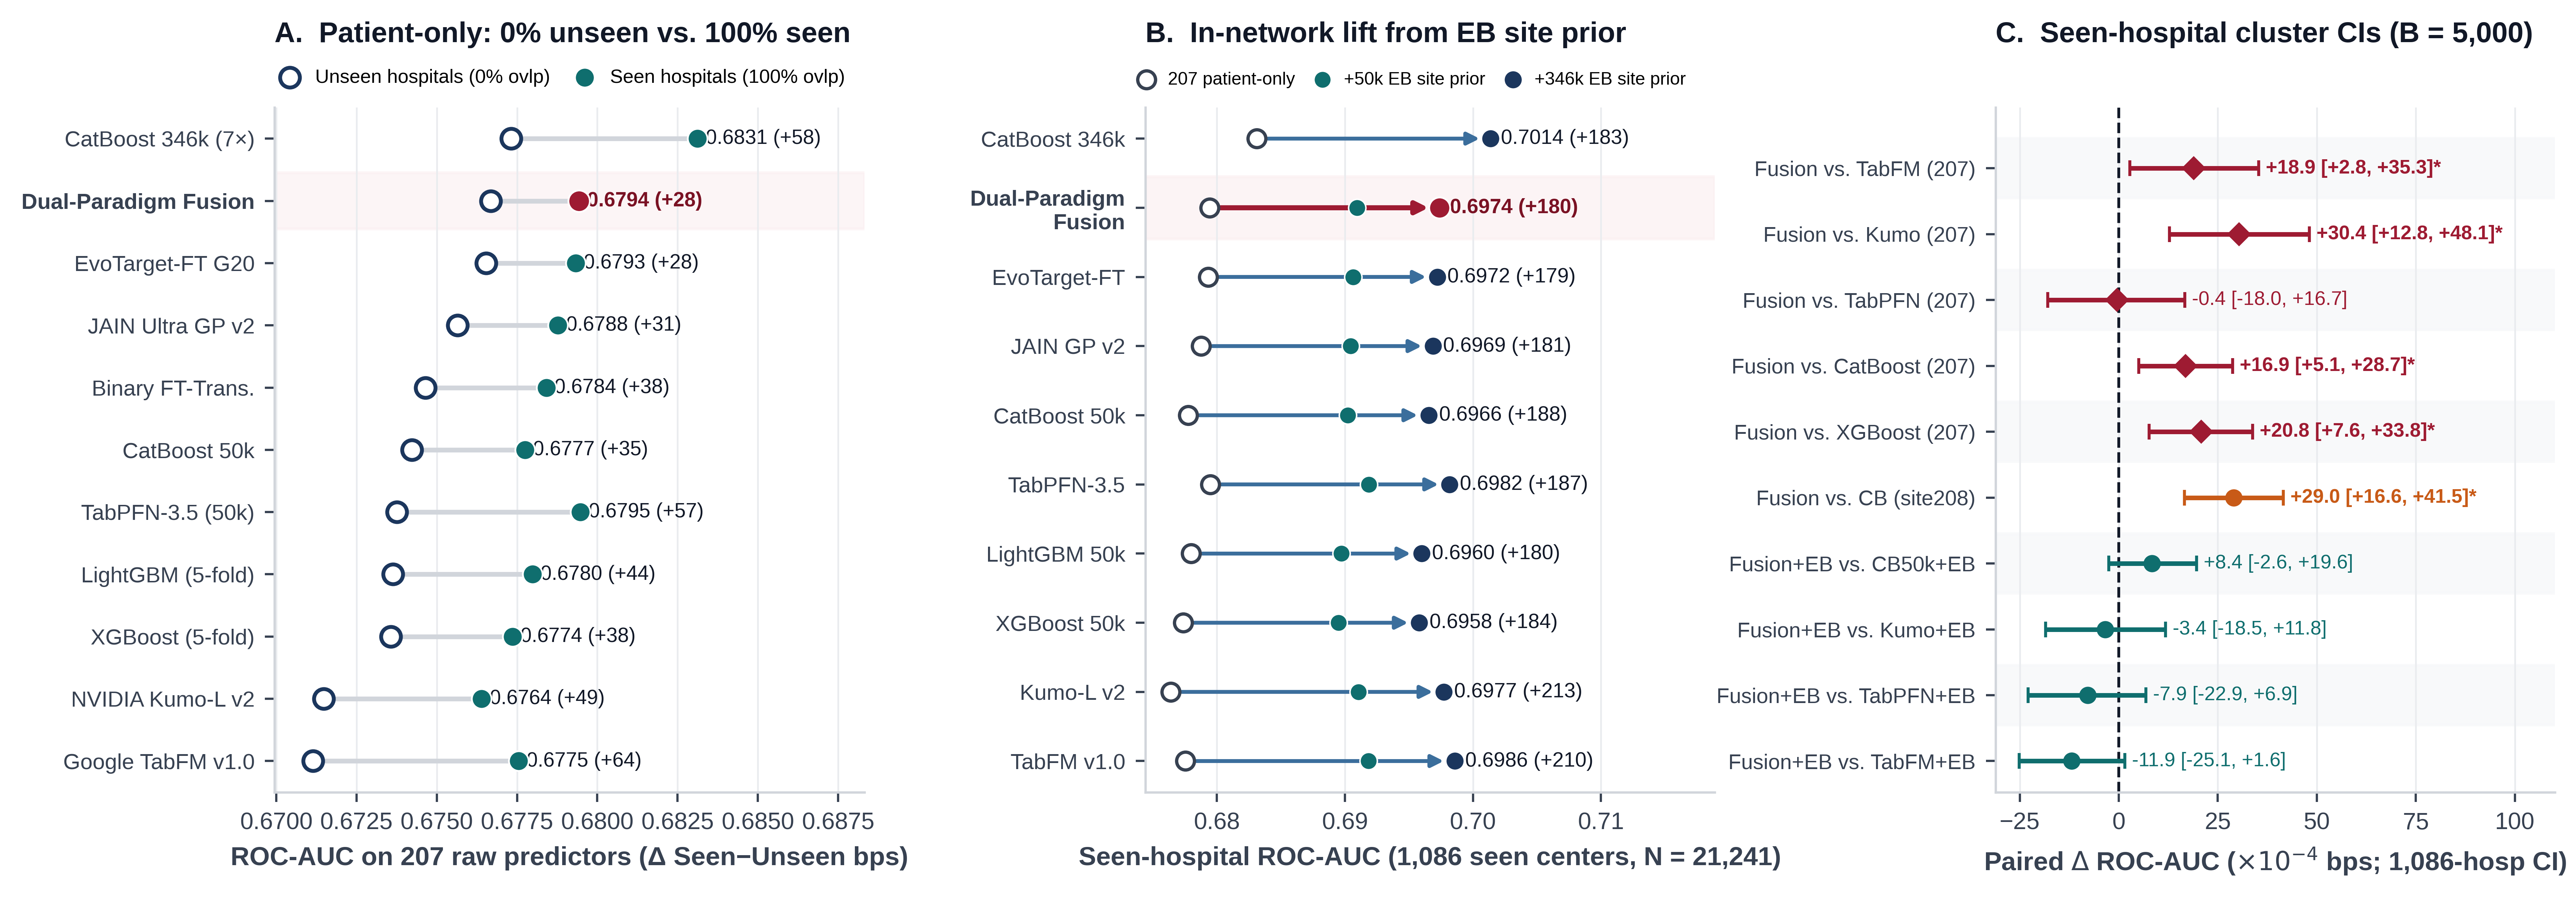 A. Patient-only: 0% unseen vs. 100% seen
Unseen hospitals (0% ovlp)
Seen hospitals (100% ovlp)
CatBoost 346k (7×)
0.6831 (+58)
Dual-Paradigm Fusion
0.6794 (+28)
EvoTarget-FT G20
0.6793 (+28)
JAIN Ultra GP v2
0.6788 (+31)
Binary FT-Trans.
0.6784 (+38)
CatBoost 50k
0.6777 (+35)
TabPFN-3.5 (50k)
0.6795 (+57)
LightGBM (5-fold)
0.6780 (+44)
XGBoost (5-fold)
0.6774 (+38)
NVIDIA Kumo-L v2
0.6764 (+49)
Google TabFM v1.0
0.6775 (+64)
0.6700 0.6725 0.6750 0.6775 0.6800 0.6825 0.6850 0.6875
ROC-AUC on 207 raw predictors (Δ Seen−Unseen bps)
B. In-network lift from EB site prior
207 patient-only
+50k EB site prior
+346k EB site prior
CatBoost 346k
0.7014 (+183)
Dual-Paradigm
Fusion
0.6974 (+180)
EvoTarget-FT
0.6972 (+179)
JAIN GP v2
0.6969 (+181)
CatBoost 50k
0.6966 (+188)
TabPFN-3.5
0.6982 (+187)
LightGBM 50k
0.6960 (+180)
XGBoost 50k
0.6958 (+184)
Kumo-L v2
0.6977 (+213)
TabFM v1.0
0.6986 (+210)
0.68 0.69 0.70 0.71
Seen-hospital ROC-AUC (1,086 seen centers, N = 21,241)
C. Seen-hospital cluster CIs (B = 5,000)
Fusion vs. TabFM (207)
+18.9 [+2.8, +35.3]*
Fusion vs. Kumo (207)
+30.4 [+12.8, +48.1]*
Fusion vs. TabPFN (207)
-0.4 [-18.0, +16.7]
Fusion vs. CatBoost (207)
+16.9 [+5.1, +28.7]*
Fusion vs. XGBoost (207)
+20.8 [+7.6, +33.8]*
Fusion vs. CB (site208)
+29.0 [+16.6, +41.5]*
Fusion+EB vs. CB50k+EB
+8.4 [-2.6, +19.6]
Fusion+EB vs. Kumo+EB
-3.4 [-18.5, +11.8]
Fusion+EB vs. TabPFN+EB
-7.9 [-22.9, +6.9]
Fusion+EB vs. TabFM+EB
-11.9 [-25.1, +1.6]
−25 0 25 50 75 100
Paired Δ ROC-AUC (×10⁻⁴ bps; 1,086-hosp CI)